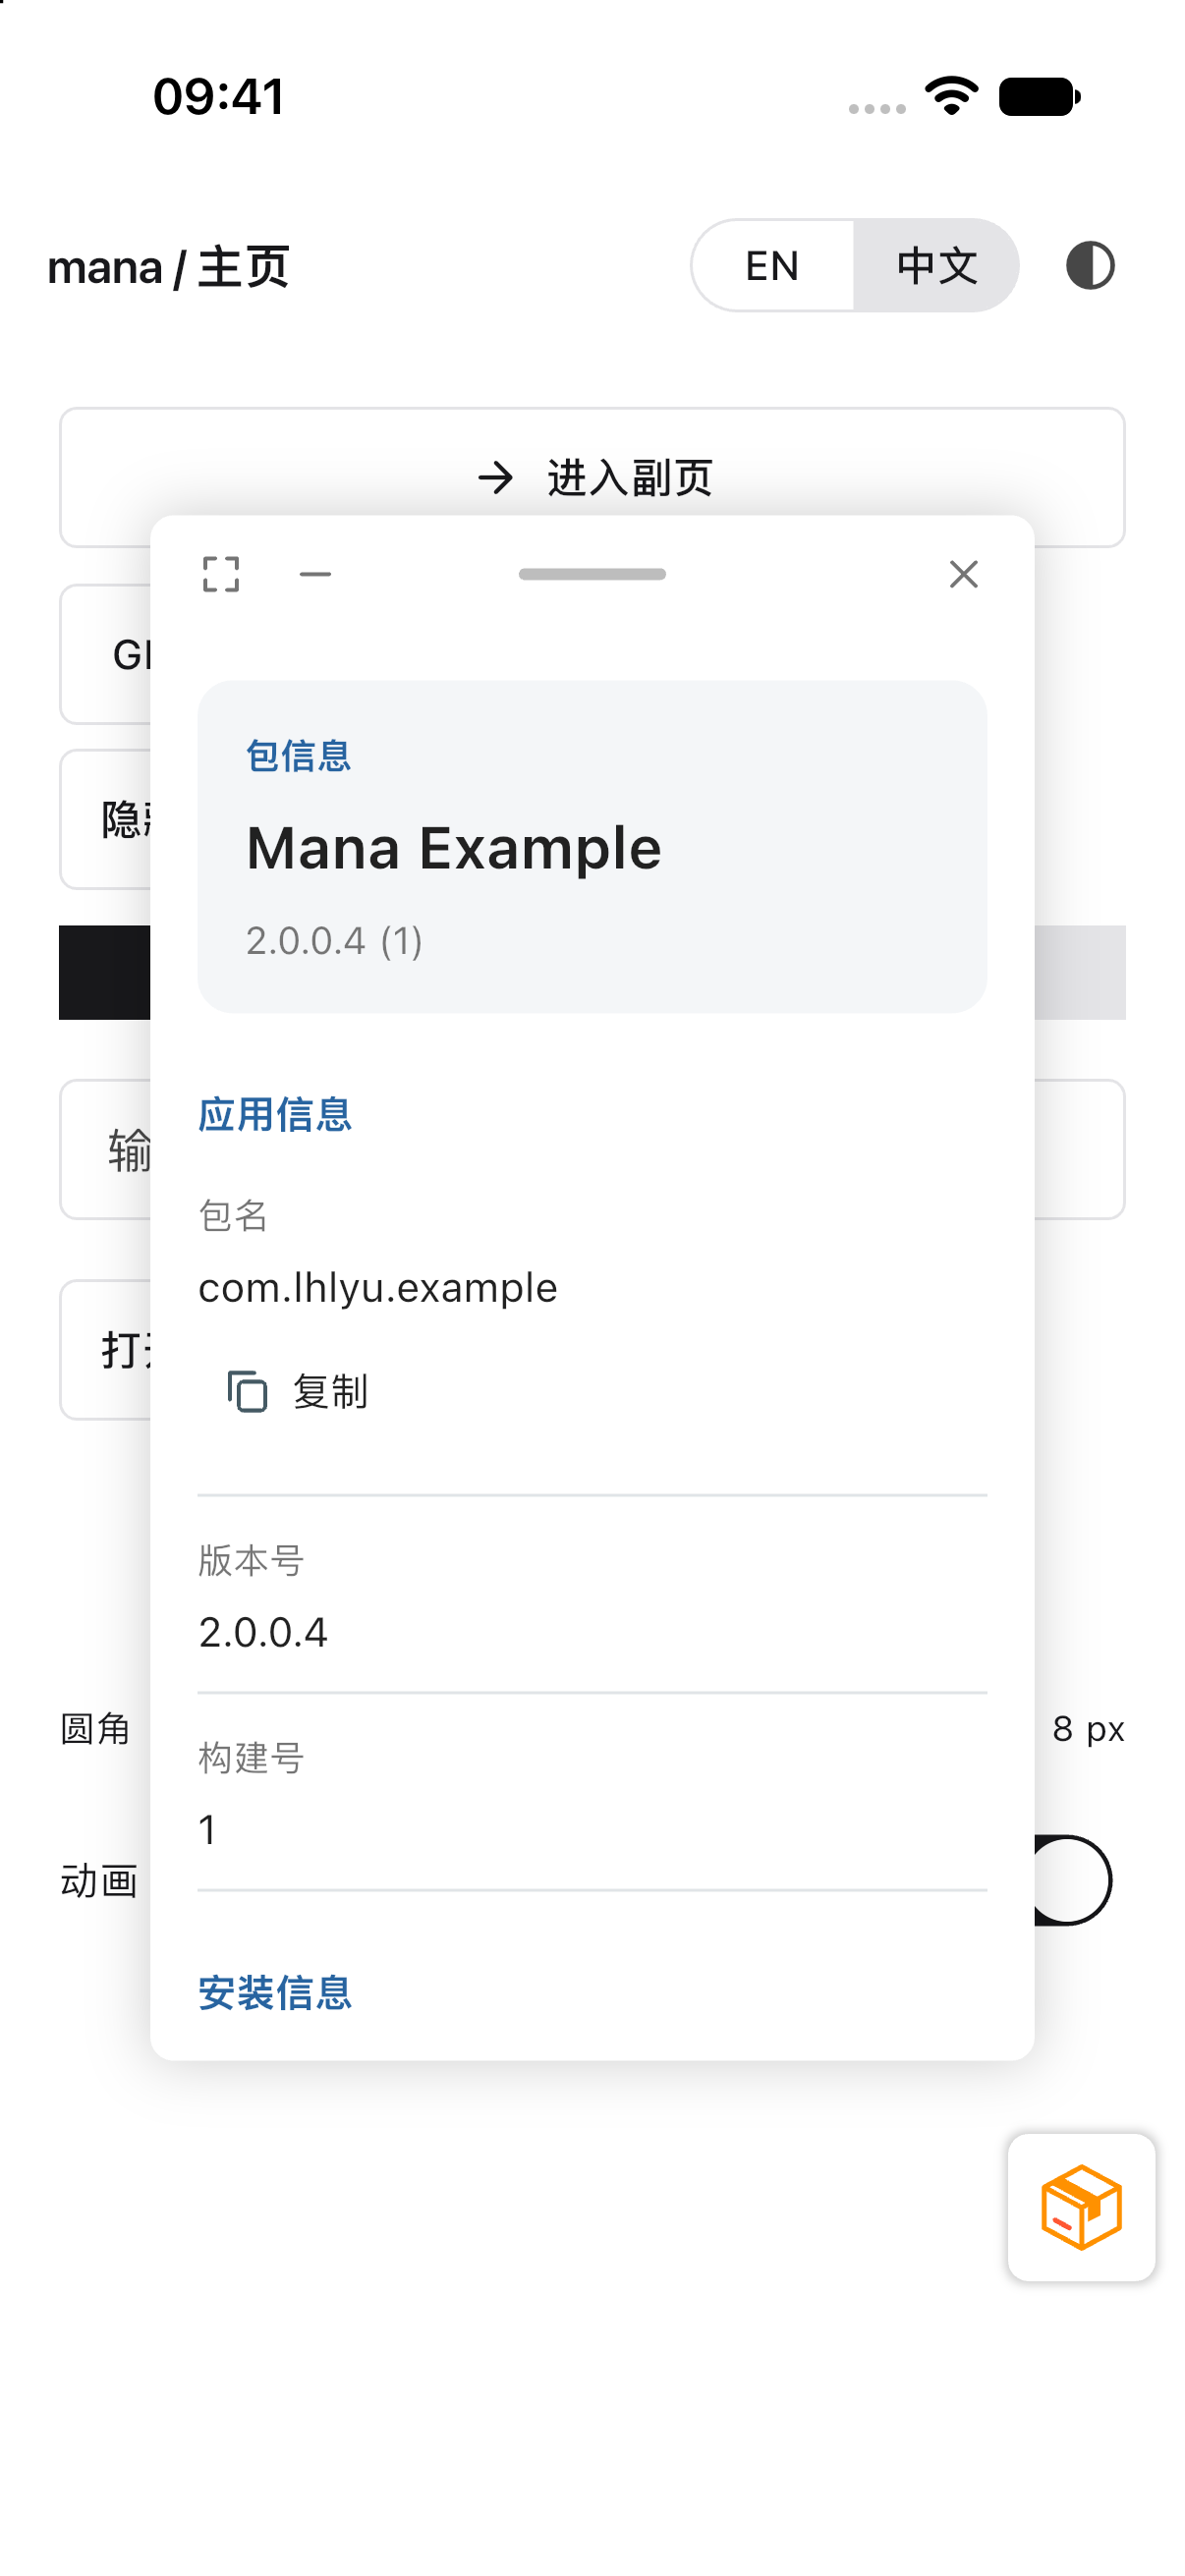 09:41
mana / 主页
EN 中文
进入副页
包信息
Mana Example
2.0.0.4 (1)
应用信息
包名
com.lhlyu.example
复制
版本号
2.0.0.4
构建号
1
安装信息
隐
输
打
圆角
8 px
动画